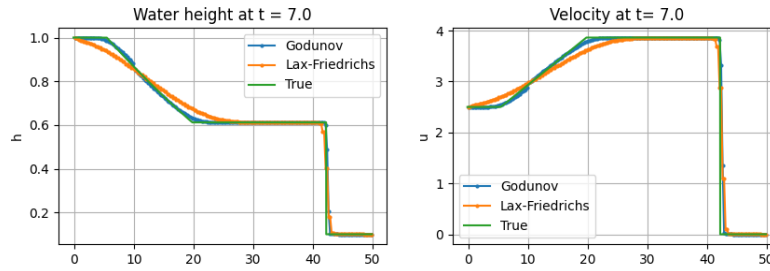 Water height at t = 7.0
1.0
0.8
0.6
0.4
0.2
h
0
10
20
30
40
50
Godunov
Lax-Friedrichs
True
Velocity at t= 7.0
4
3
2
1
0
u
0
10
20
30
40
50
Godunov
Lax-Friedrichs
True